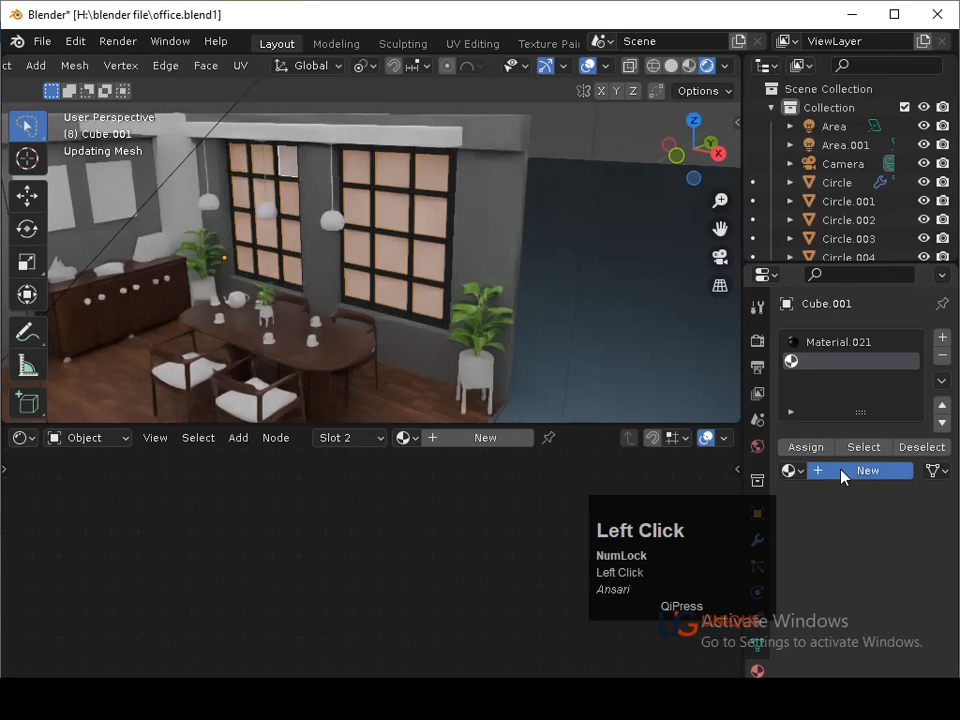 Blender* [H:\blender file\office.blend1]
File Edit Render Window Help Layout Modeling Sculpting UV Editing Texture Pai Scene ViewLayer
ct Add Mesh Vertex Edge Face UV Global
X Y Z Options
User Perspective
(8) Cube.001
Updating Mesh
Z
Y
X
Scene Collection
Collection
Area
Area.001
Camera
Circle
Circle.001
Circle.002
Circle.003
Circle.004
Cube.001
Material.021
Assign Select Deselect
New
Object View Select Add Node Slot 2 New
Left Click
NumLock
Left Click
Ansari
QiPress
Activate Windows
Go to Settings to activate Windows.